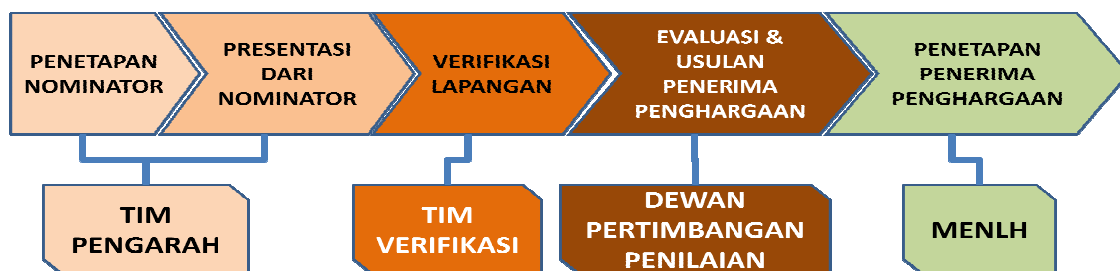 PENETAPAN
NOMINATOR
PRESENTASI
DARI
NOMINATOR
VERIFIKASI
LAPANGAN
EVALUASI &
USULAN
PENERIMA
PENGHARGAAN
PENETAPAN
PENERIMA
PENGHARGAAN
TIM
PENGARAH
TIM
VERIFIKASI
DEWAN
PERTIMBANGAN
PENILAIAN
MENLH